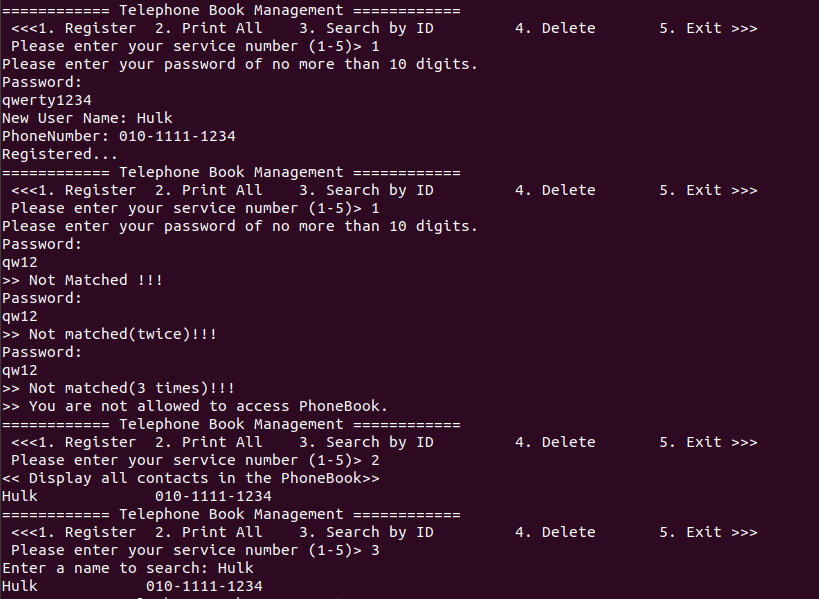 ============ Telephone Book Management ============
<<<1. Register  2. Print All    3. Search by ID         4. Delete       5. Exit >>>
Please enter your service number (1-5)> 1
Please enter your password of no more than 10 digits.
Password:
qwerty1234
New User Name: Hulk
PhoneNumber: 010-1111-1234
Registered...
============ Telephone Book Management ============
<<<1. Register  2. Print All    3. Search by ID         4. Delete       5. Exit >>>
Please enter your service number (1-5)> 1
Please enter your password of no more than 10 digits.
Password:
qw12
>> Not Matched !!!
Password:
qw12
>> Not matched(twice)!!!
Password:
qw12
>> Not matched(3 times)!!!
>> You are not allowed to access PhoneBook.
============ Telephone Book Management ============
<<<1. Register  2. Print All    3. Search by ID         4. Delete       5. Exit >>>
Please enter your service number (1-5)> 2
<< Display all contacts in the PhoneBook>>
Hulk             010-1111-1234
============ Telephone Book Management ============
<<<1. Register  2. Print All    3. Search by ID         4. Delete       5. Exit >>>
Please enter your service number (1-5)> 3
Enter a name to search: Hulk
Hulk            010-1111-1234